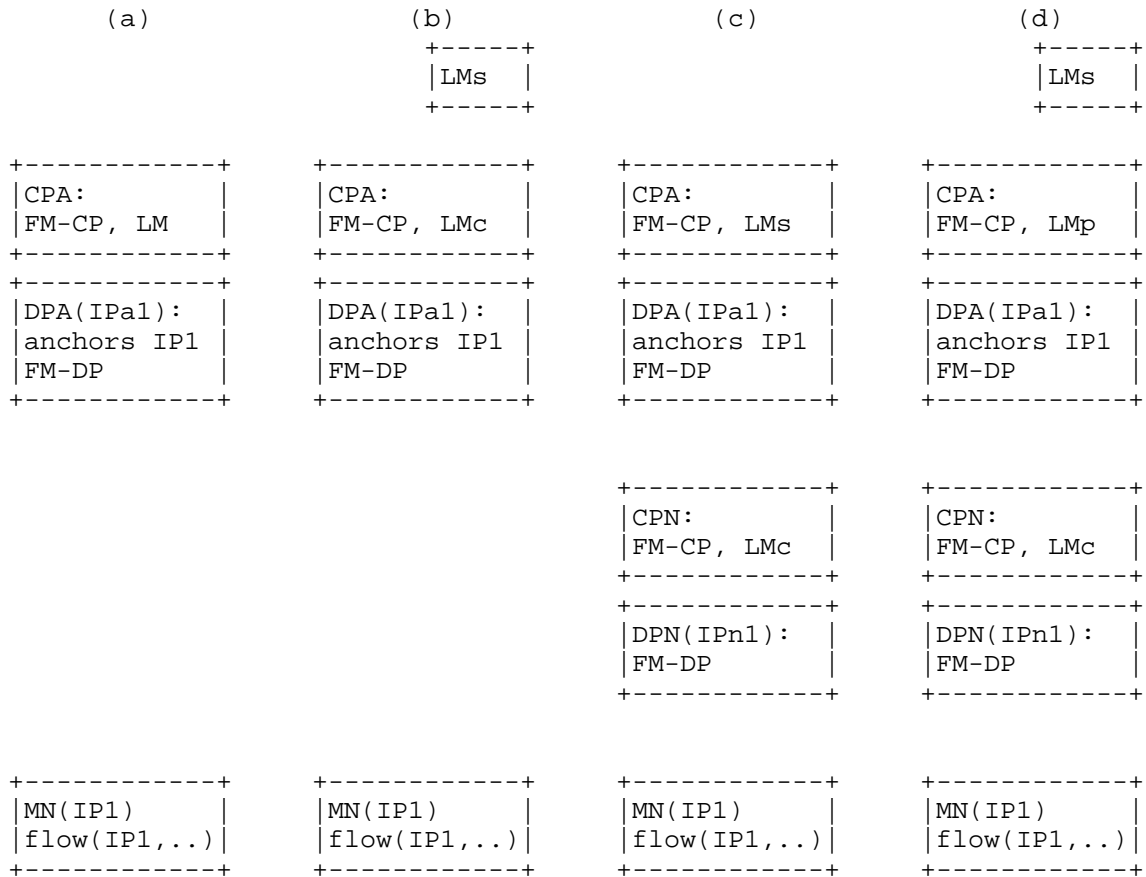 (a) (b) (c) (d)
+-----+ +-----+
|LMs | |LMs |
+-----+ +-----+
+------------+ +------------+ +------------+ +------------+
|CPA: | |CPA: | |CPA: | |CPA: |
|FM-CP, LM | |FM-CP, LMc | |FM-CP, LMs | |FM-CP, LMp |
+------------+ +------------+ +------------+ +------------+
+------------+ +------------+ +------------+ +------------+
|DPA(IPa1): | |DPA(IPa1): | |DPA(IPa1): | |DPA(IPa1): |
|anchors IP1 | |anchors IP1 | |anchors IP1 | |anchors IP1 |
|FM-DP | |FM-DP | |FM-DP | |FM-DP |
+------------+ +------------+ +------------+ +------------+
+------------+ +------------+
|CPN: | |CPN: |
|FM-CP, LMc | |FM-CP, LMc |
+------------+ +------------+
+------------+ +------------+
|DPN(IPn1): | |DPN(IPn1): |
|FM-DP | |FM-DP |
+------------+ +------------+
+------------+ +------------+ +------------+ +------------+
|MN(IP1) | |MN(IP1) | |MN(IP1) | |MN(IP1) |
|flow(IP1,..)| |flow(IP1,..)| |flow(IP1,..)| |flow(IP1,..)|
+------------+ +------------+ +------------+ +------------+